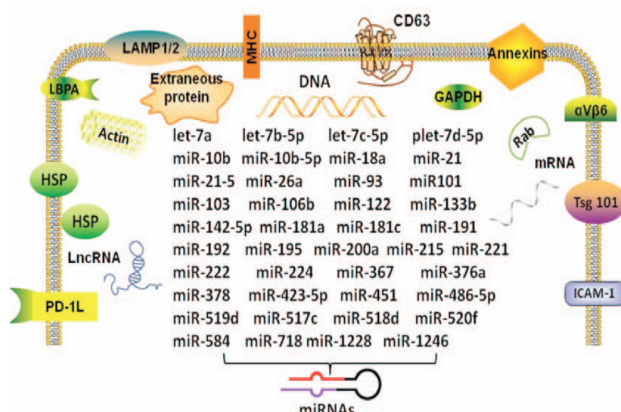 CD63
LAMP1/2
MHC
Annexins
LBPA
Extraneous
protein
DNA
GAPDH
αVβ6
Actin
Rab
mRNA
let-7a let-7b-5p let-7c-5p plet-7d-5p
miR-10b miR-10b-5p miR-18a miR-21
miR-21-5 miR-26a miR-93 miR101
miR-103 miR-106b miR-122 miR-133b
miR-142-5p miR-181a miR-181c miR-191
miR-192 miR-195 miR-200a miR-215 miR-221
miR-222 miR-224 miR-367 miR-376a
miR-378 miR-423-5p miR-451 miR-486-5p
miR-519d miR-517c miR-518d miR-520f
miR-584 miR-718 miR-1228 miR-1246
HSP
HSP
Tsg 101
LncRNA
PD-1L
ICAM-1
miRNAs